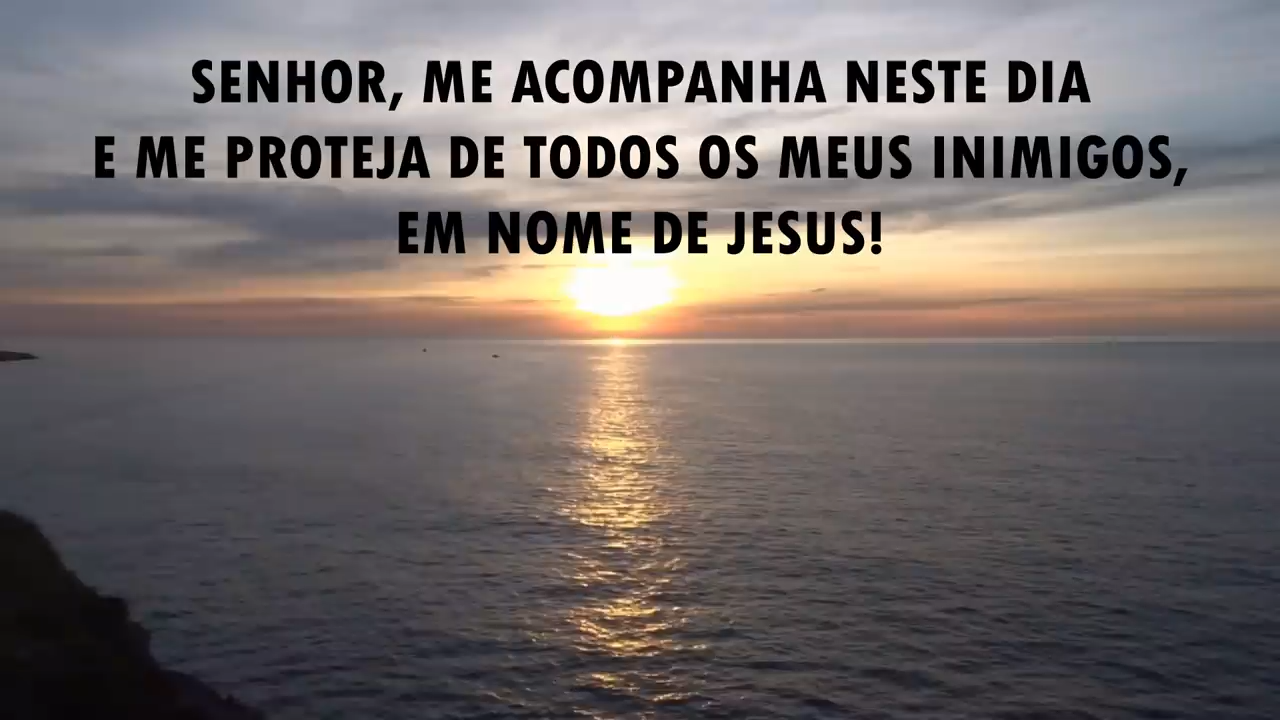 SENHOR, ME ACOMPANHA NESTE DIA
E ME PROTEJA DE TODOS OS MEUS INIMIGOS,
EM NOME DE JESUS!